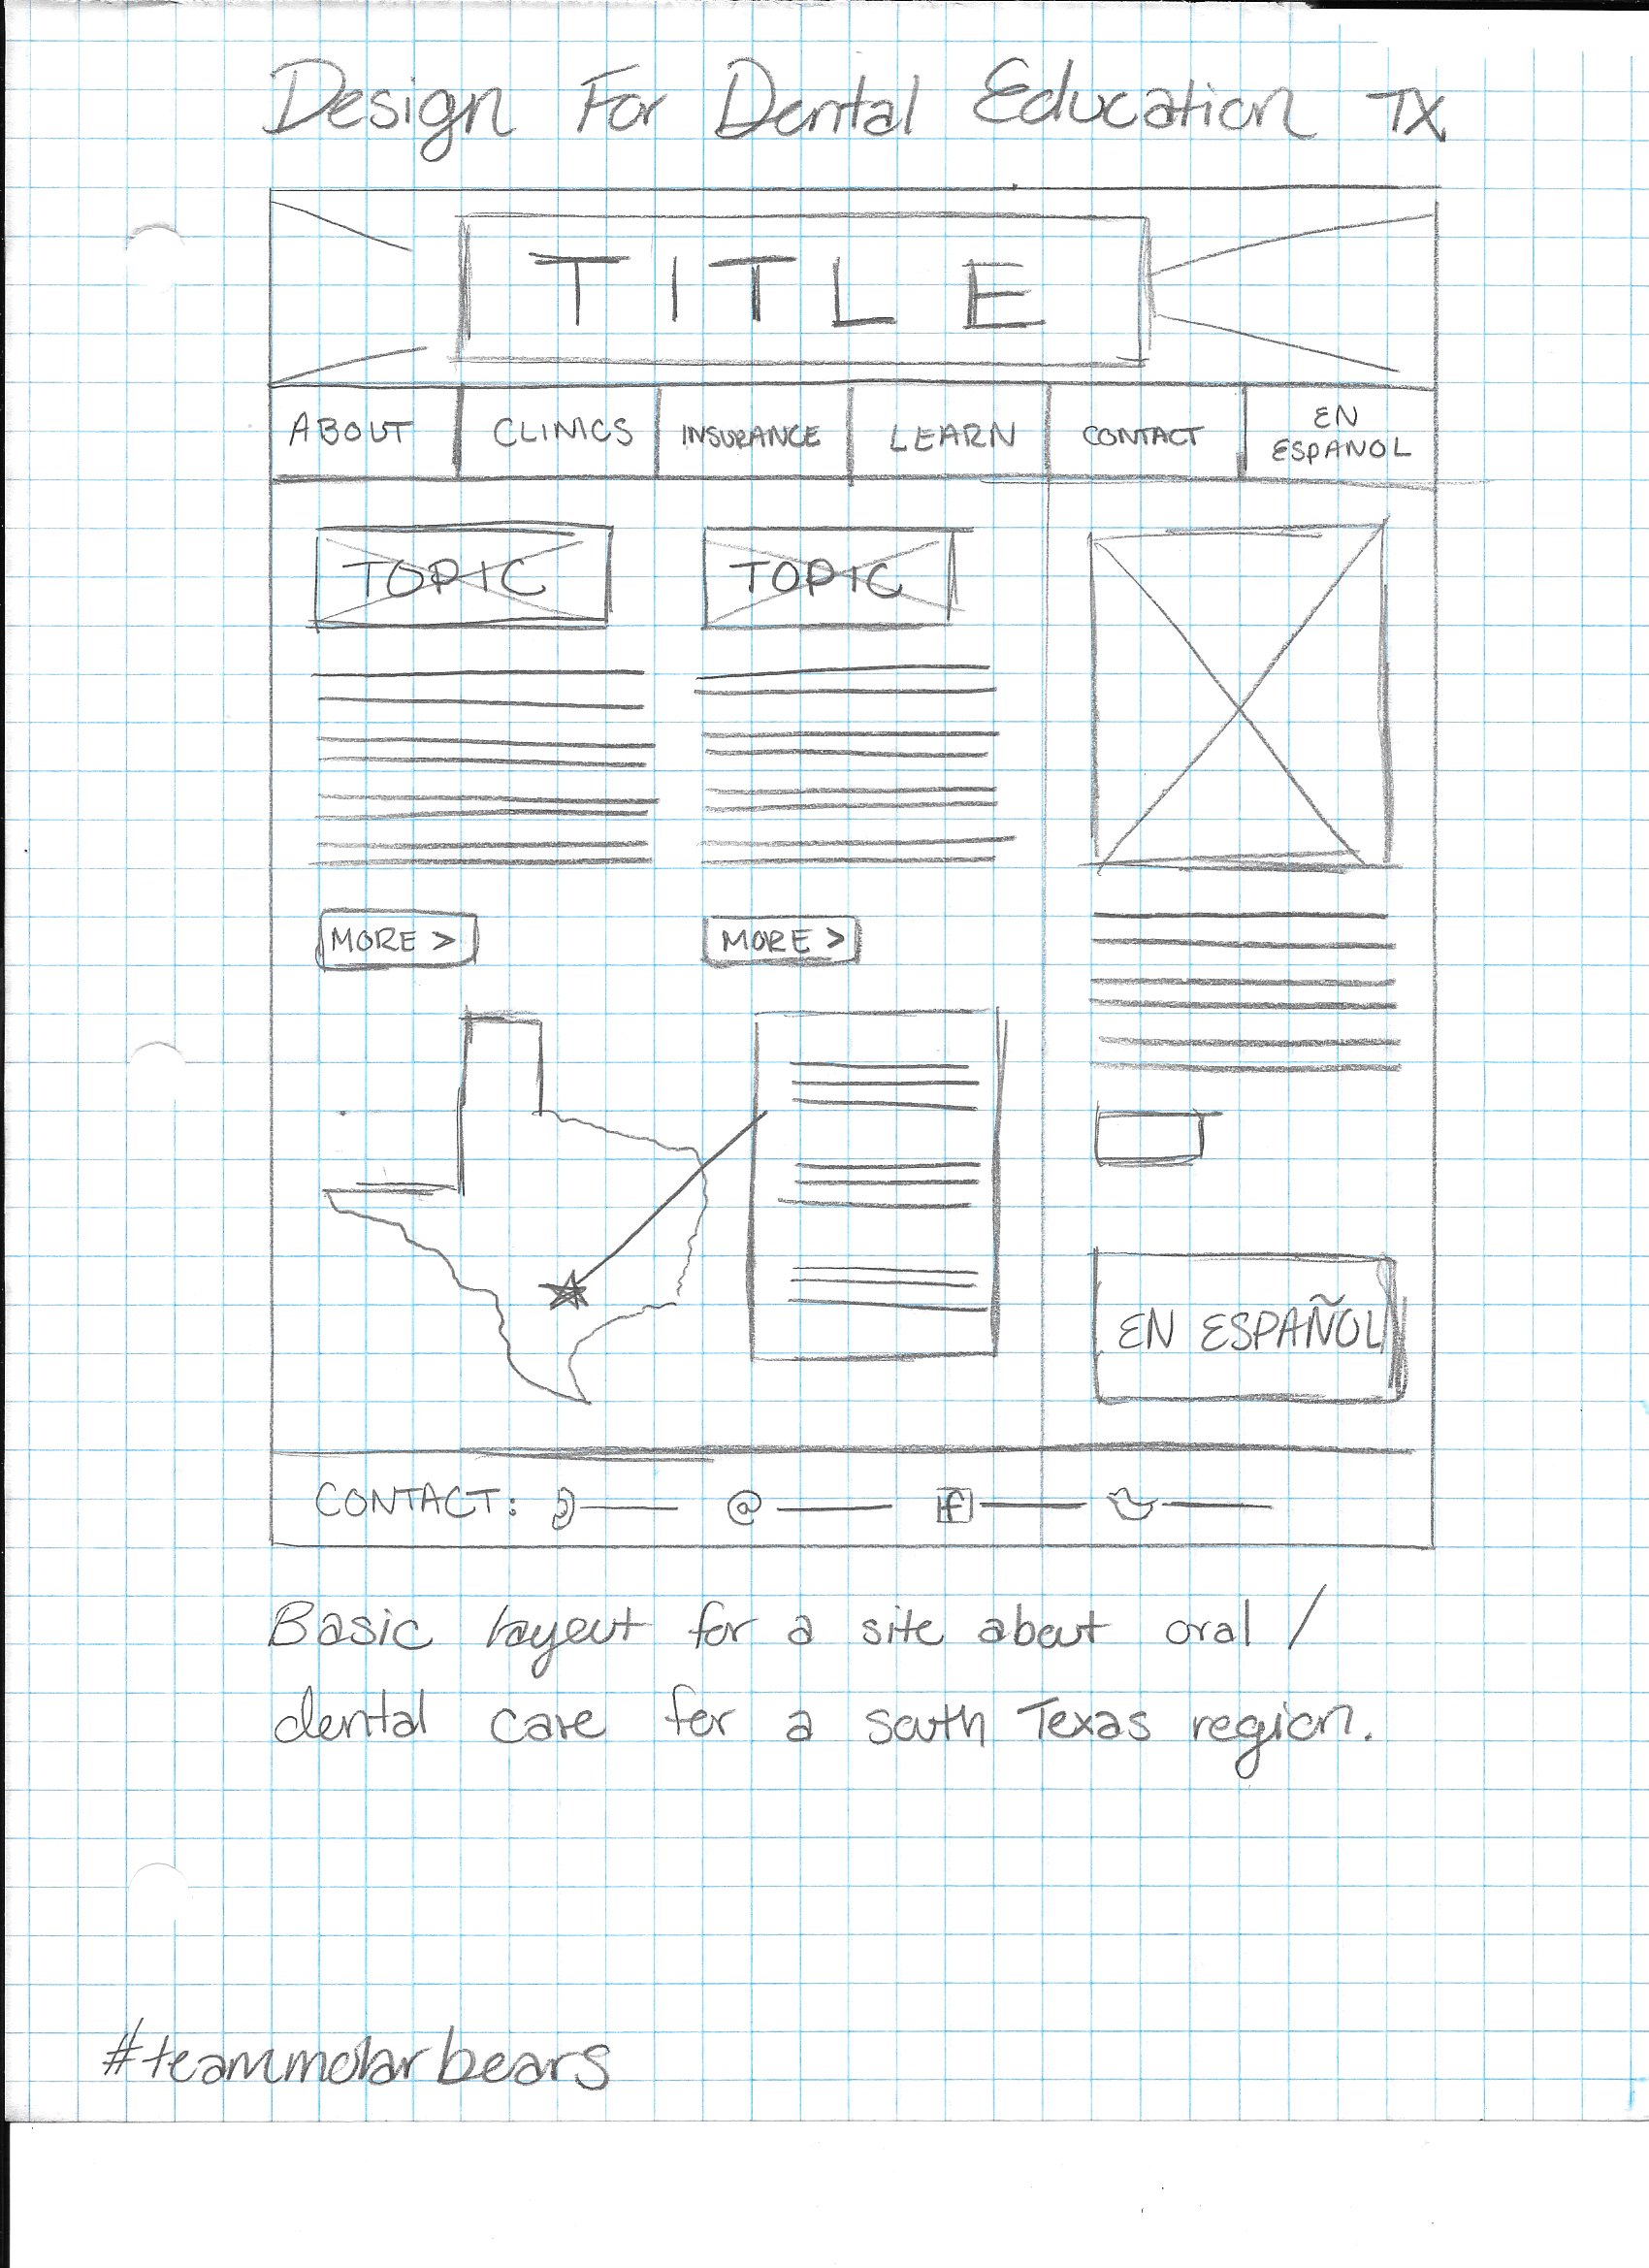 Design For Dental Education TX
TITLE
ABOUT
CLINICS
INSURANCE
LEARN
CONTACT
EN
ESPANOL
TOPIC
TOPIC
MORE >
MORE >
EN ESPAÑOL
CONTACT: @ f
Basic layout for a site about oral /
dental care for a south Texas region.
#teammolarbears